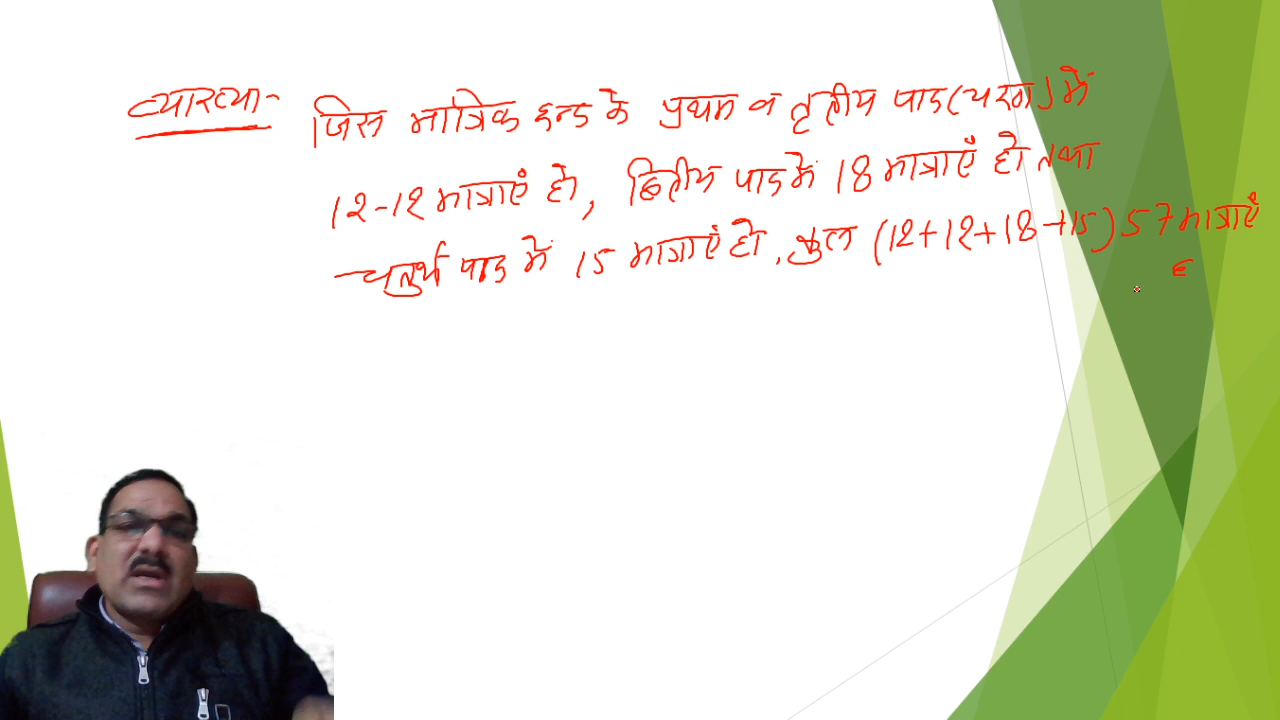 व्याख्या- जिस मात्रिक छन्द के प्रथम व तृतीय पाद (चरण) में
12-12 मात्राएँ हो, द्वितीय पाद में 18 मात्राएँ हो तथा
चतुर्थ पाद में 15 मात्राएँ हो, कुल (12+12+18+15) 57 मात्राएँ